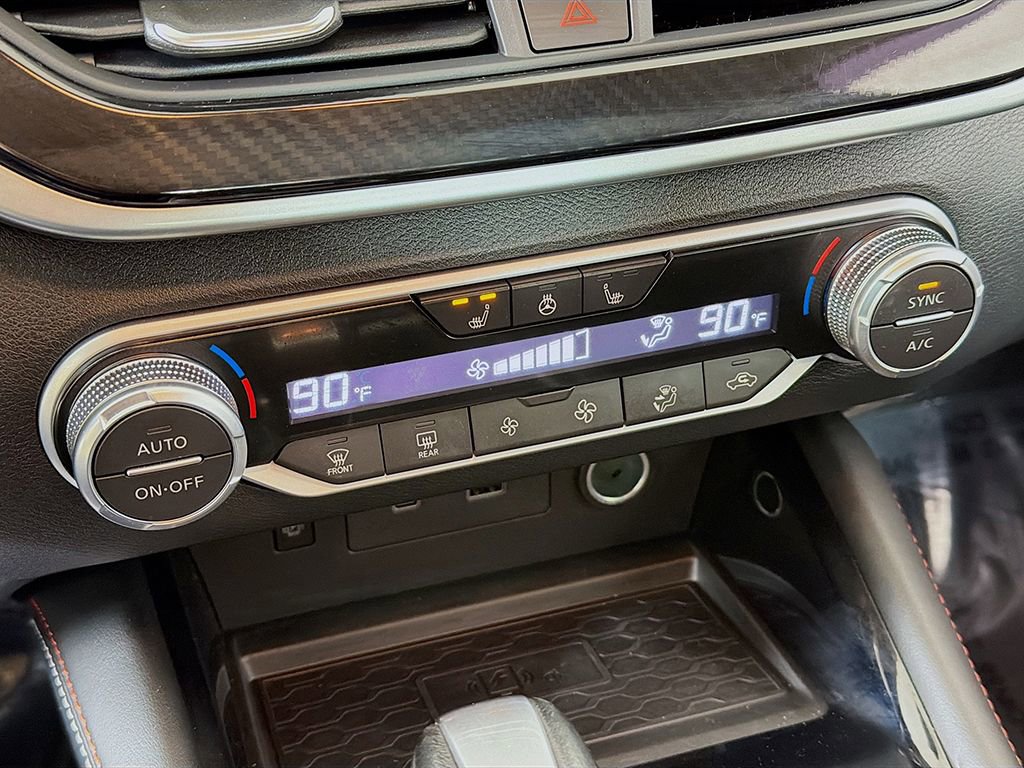 90°F
90°F
AUTO
ON·OFF
FRONT
REAR
SYNC
A/C